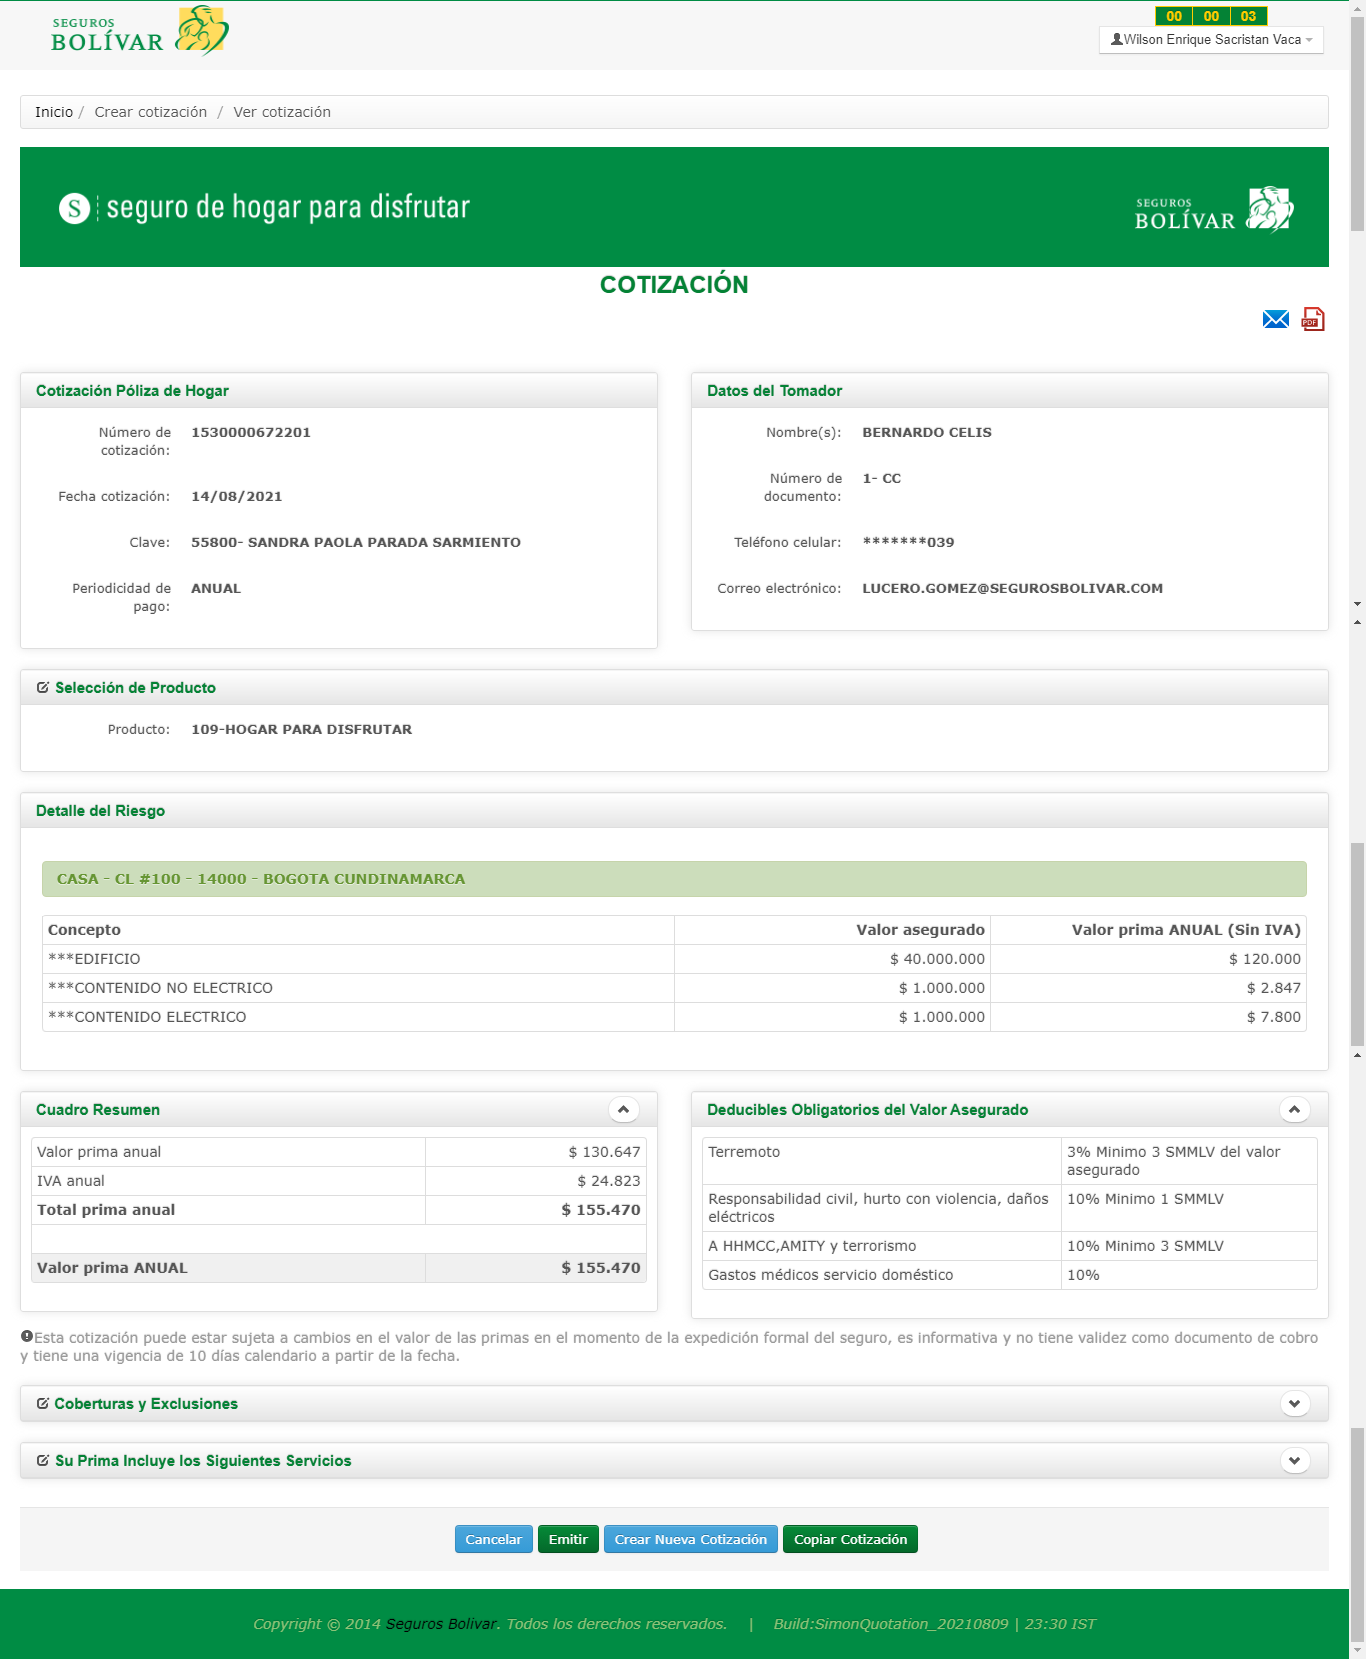 SEGUROS
BOLÍVAR
00 00 03
Wilson Enrique Sacristan Vaca
Inicio / Crear cotización / Ver cotización
S seguro de hogar para disfrutar
SEGUROS
BOLÍVAR
COTIZACIÓN
PDF
Cotización Póliza de Hogar
Número de cotización: 1530000672201
Fecha cotización: 14/08/2021
Clave: 55800- SANDRA PAOLA PARADA SARMIENTO
Periodicidad de pago: ANUAL
Datos del Tomador
Nombre(s): BERNARDO CELIS
Número de documento: 1- CC
Teléfono celular: *******039
Correo electrónico: LUCERO.GOMEZ@SEGUROSBOLIVAR.COM
Selección de Producto
Producto: 109-HOGAR PARA DISFRUTAR
Detalle del Riesgo
CASA - CL #100 - 14000 - BOGOTA CUNDINAMARCA
Concepto Valor asegurado Valor prima ANUAL (Sin IVA)
***EDIFICIO $ 40.000.000 $ 120.000
***CONTENIDO NO ELECTRICO $ 1.000.000 $ 2.847
***CONTENIDO ELECTRICO $ 1.000.000 $ 7.800
Cuadro Resumen
Valor prima anual $ 130.647
IVA anual $ 24.823
Total prima anual $ 155.470
Valor prima ANUAL $ 155.470
Deducibles Obligatorios del Valor Asegurado
Terremoto 3% Minimo 3 SMMLV del valor asegurado
Responsabilidad civil, hurto con violencia, daños eléctricos 10% Minimo 1 SMMLV
A HHMCC,AMITY y terrorismo 10% Minimo 3 SMMLV
Gastos médicos servicio doméstico 10%
Esta cotización puede estar sujeta a cambios en el valor de las primas en el momento de la expedición formal del seguro, es informativa y no tiene validez como documento de cobro
y tiene una vigencia de 10 días calendario a partir de la fecha.
Coberturas y Exclusiones
Su Prima Incluye los Siguientes Servicios
Cancelar Emitir Crear Nueva Cotización Copiar Cotización
Copyright © 2014 Seguros Bolivar. Todos los derechos reservados. | Build:SimonQuotation_20210809 | 23:30 IST